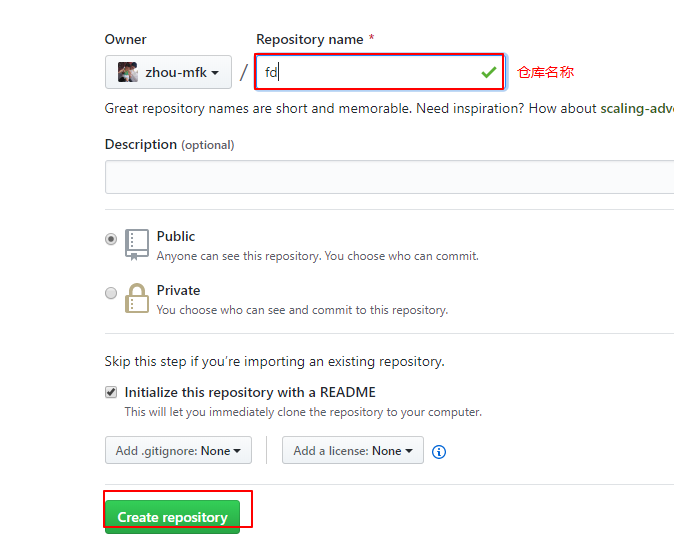 Owner
Repository name *
zhou-mfk
/
fd
仓库名称
Great repository names are short and memorable. Need inspiration? How about scaling-adv
Description (optional)
Public
Anyone can see this repository. You choose who can commit.
Private
You choose who can see and commit to this repository.
Skip this step if you're importing an existing repository.
Initialize this repository with a README
This will let you immediately clone the repository to your computer.
Add .gitignore: None
Add a license: None
Create repository